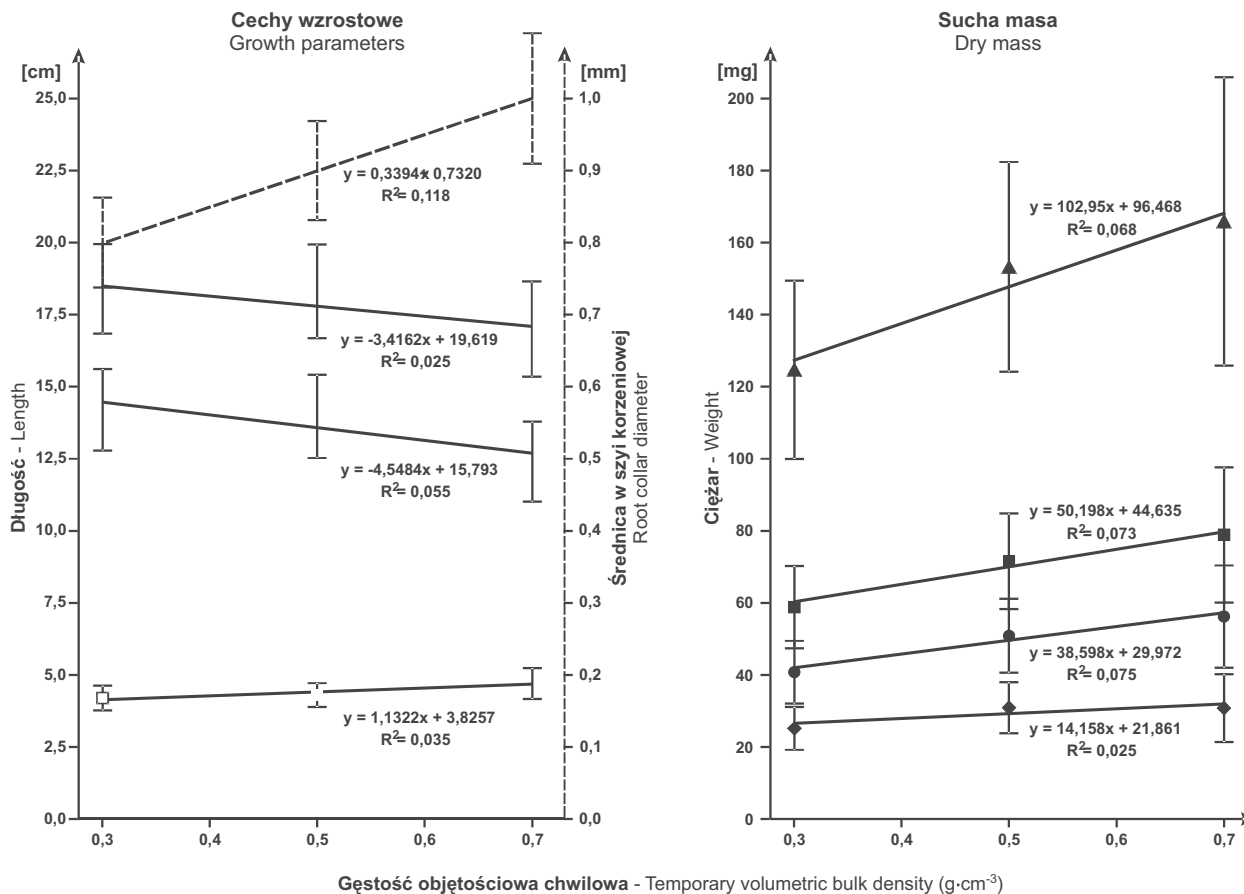 Cechy wzrostowe
Growth parameters
[cm]
[mm]
25,0
22,5
20,0
17,5
15,0
12,5
10,0
7,5
5,0
2,5
0,0
Długość - Length
1,0
0,9
0,8
0,7
0,6
0,5
0,4
0,3
0,2
0,1
0,0
Średnica w szyi korzeniowej
Root collar diameter
y = 0,3394x 0,7320
R²= 0,118
y = -3,4162x + 19,619
R²= 0,025
y = -4,5484x + 15,793
R²= 0,055
y = 1,1322x + 3,8257
R²= 0,035
0,3
0,4
0,5
0,6
0,7
Sucha masa
Dry mass
[mg]
200
180
160
140
120
100
80
60
40
20
0
Ciężar - Weight
y = 102,95x + 96,468
R²= 0,068
y = 50,198x + 44,635
R²= 0,073
y = 38,598x + 29,972
R²= 0,075
y = 14,158x + 21,861
R²= 0,025
0,3
0,4
0,5
0,6
0,7
Gęstość objętościowa chwilowa - Temporary volumetric bulk density (g·cm⁻³)